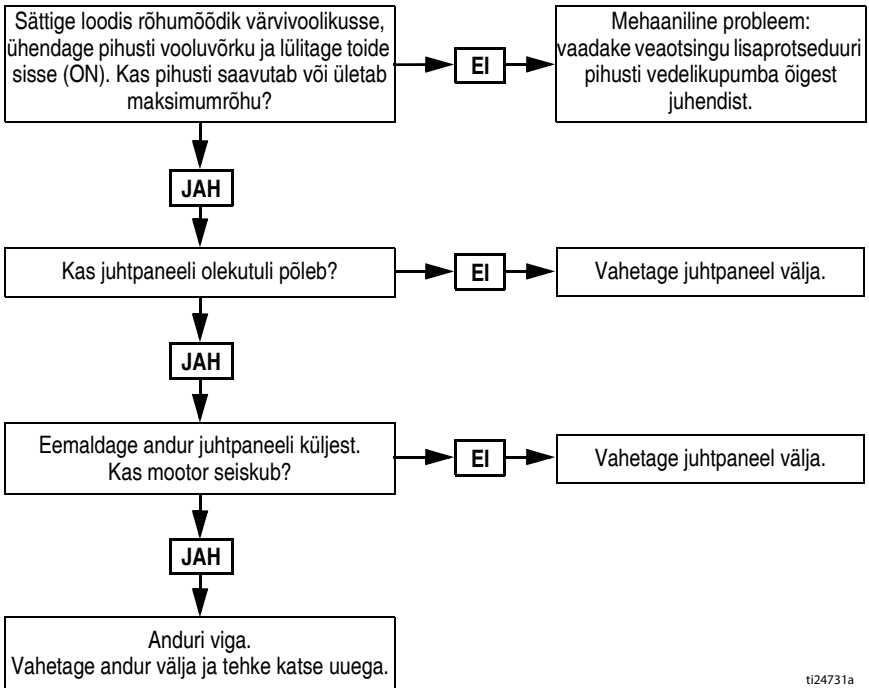 Sättige loodis rõhumõõdik värvivoolikusse,
ühendage pihusti vooluvõrku ja lülitage toide
sisse (ON). Kas pihusti saavutab või ületab
maksimumrõhu?
EI
Mehaaniline probleem:
vaadake veaotsingu lisaprotseduuri
pihusti vedelikupumba õigest
juhendist.
JAH
Kas juhtpaneeli olekutuli põleb?
EI
Vahetage juhtpaneel välja.
JAH
Eemaldage andur juhtpaneeli küljest.
Kas mootor seiskub?
EI
Vahetage juhtpaneel välja.
JAH
Anduri viga.
Vahetage andur välja ja tehke katse uuega.
ti24731a